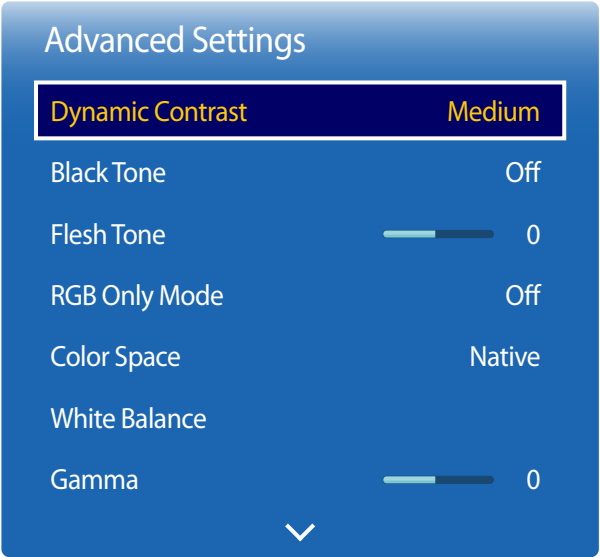 Advanced Settings
Dynamic Contrast Medium
Black Tone Off
Flesh Tone 0
RGB Only Mode Off
Color Space Native
White Balance
Gamma 0